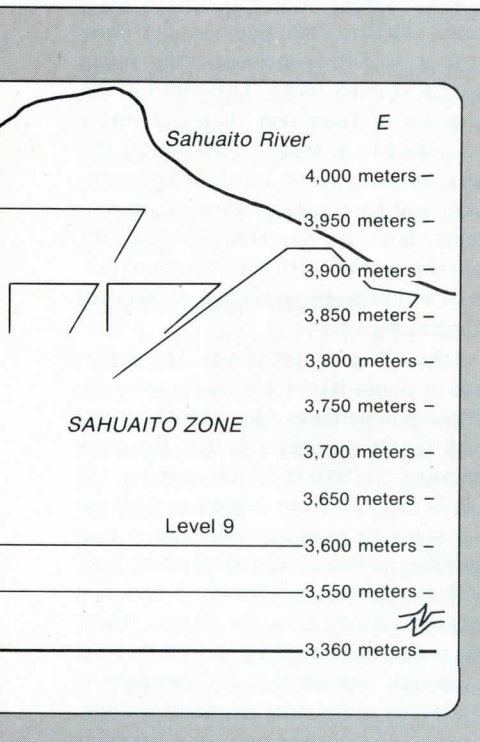 E
Sahuaito River
4,000 meters
3,950 meters
3,900 meters
3,850 meters
3,800 meters
3,750 meters
SAHUAITO ZONE
3,700 meters
3,650 meters
Level 9
3,600 meters
3,550 meters
3,360 meters